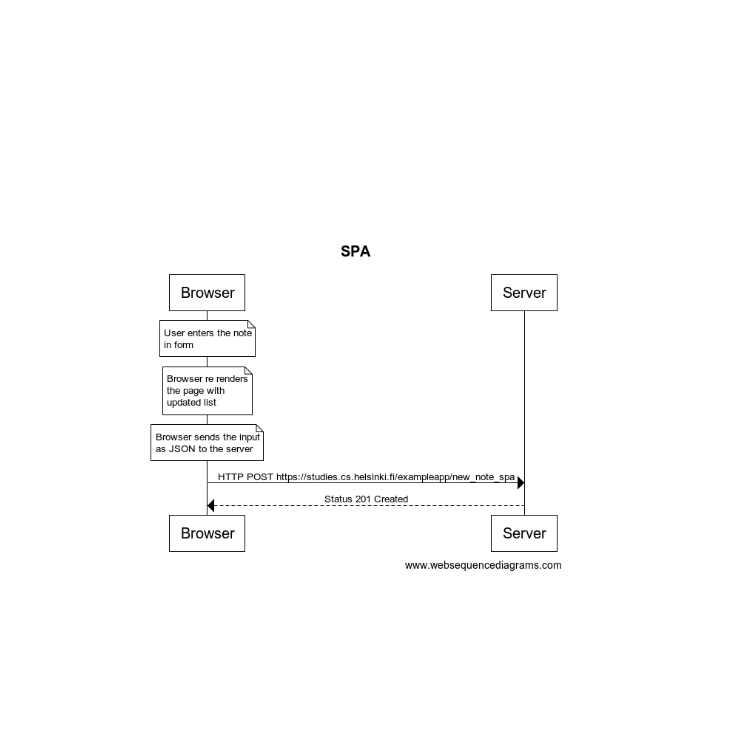 SPA
Browser
Server
User enters the note
in form
Browser re renders
the page with
updated list
Browser sends the input
as JSON to the server
HTTP POST https://studies.cs.helsinki.fi/exampleapp/new_note_spa
Status 201 Created
Browser
Server
www.websequencediagrams.com